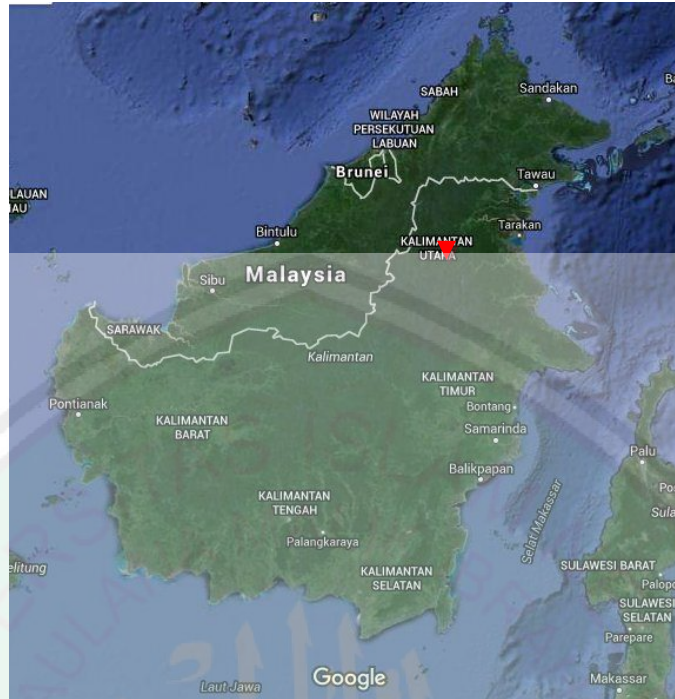 SABAH
Sandakan
WILAYAH
PERSEKUTUAN
LABUAN
Brunei
Tawau
LAUAN
Tarakan
Bintulu
KALIMANTAN
Malaysia
Sibu
SARAWAK
Kalimantan
KALIMANTAN
TIMUR
Pontianak
Bontang
KALIMANTAN
BARAT
Samarinda
Palu
Balikpapan
KALIMANTAN
TENGAH
Selat Makassar
Palangkaraya
SULAWESI BARAT
KALIMANTAN
SELATAN
Palopo
SULAWESI
SELATAN
Parepare
Google
Makassar
Laut Jawa